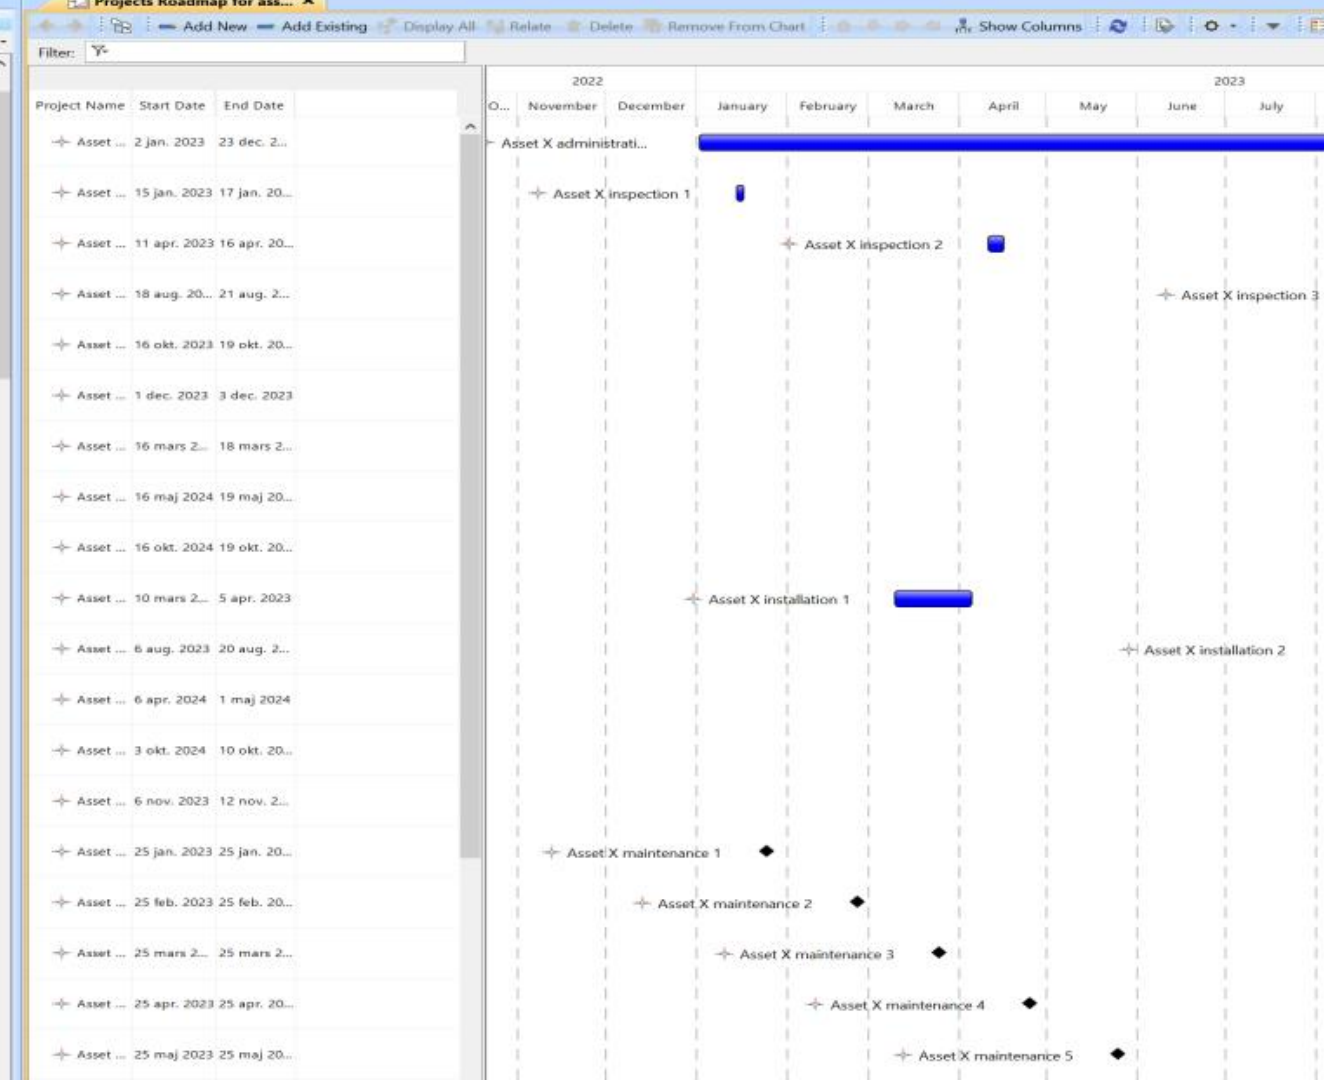 Projects Roadmap for ass...
Add New Add Existing Display All Relate Delete Remove From Chart Show Columns
Filter:
2022 2023
Project Name Start Date End Date O... November December January February March April May June July
Asset ... 2 jan. 2023 23 dec. 2... Asset X administrati...
Asset ... 15 jan. 2023 17 jan. 20... Asset X inspection 1
Asset ... 11 apr. 2023 16 apr. 20... Asset X inspection 2
Asset ... 18 aug. 20... 21 aug. 2... Asset X inspection 3
Asset ... 16 okt. 2023 19 okt. 20...
Asset ... 1 dec. 2023 3 dec. 2023
Asset ... 16 mars 2... 18 mars 2...
Asset ... 16 maj 2024 19 maj 20...
Asset ... 16 okt. 2024 19 okt. 20...
Asset ... 10 mars 2... 5 apr. 2023 Asset X installation 1
Asset ... 6 aug. 2023 20 aug. 2... Asset X installation 2
Asset ... 6 apr. 2024 1 maj 2024
Asset ... 3 okt. 2024 10 okt. 20...
Asset ... 6 nov. 2023 12 nov. 2...
Asset ... 25 jan. 2023 25 jan. 20... Asset X maintenance 1
Asset ... 25 feb. 2023 25 feb. 20... Asset X maintenance 2
Asset ... 25 mars 2... 25 mars 2... Asset X maintenance 3
Asset ... 25 apr. 2023 25 apr. 20... Asset X maintenance 4
Asset ... 25 maj 2023 25 maj 20... Asset X maintenance 5